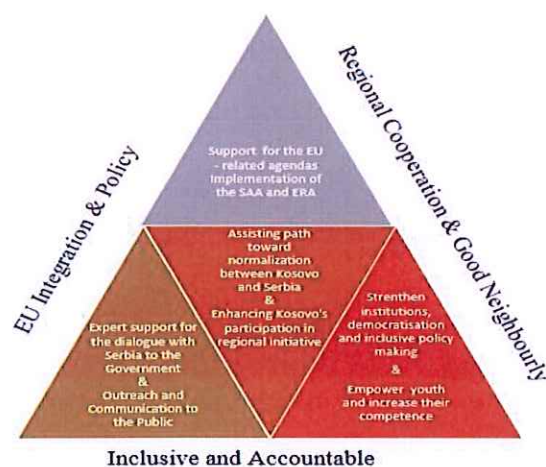 Regional Cooperation & Good Neighbourly
EU Integration & Policy
Support for the EU
- related agendas
Implementation of
the SAA and ERA
Assisting path
toward
normalization
between Kosovo
and Serbia
&
Enhancing Kosovo's
participation in
regional initiative
Expert support for
the dialogue with
Serbia to the
Government
&
Outreach and
Communication to
the Public
Strenthen
institutions,
democratisation
and inclusive policy
making
&
Empower youth
and increase their
competence
Inclusive and Accountable